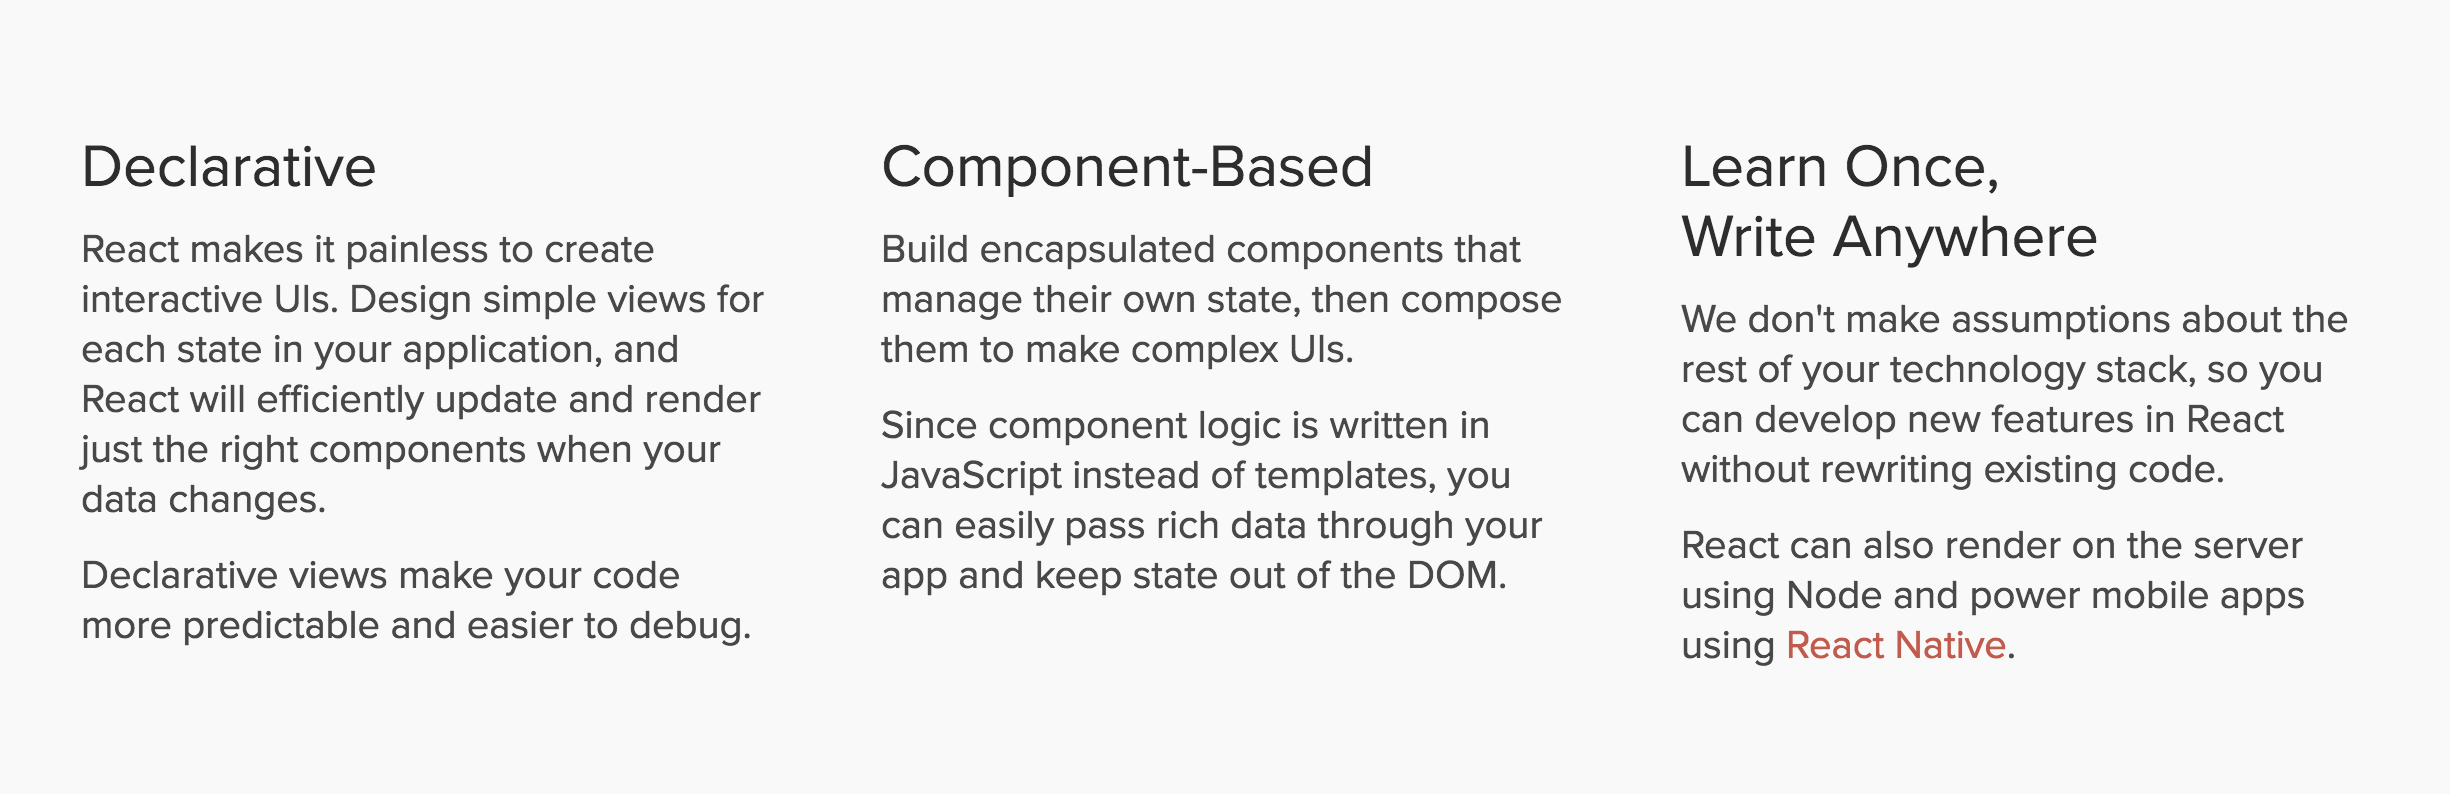 Declarative
React makes it painless to create
interactive UIs. Design simple views for
each state in your application, and
React will efficiently update and render
just the right components when your
data changes.
Declarative views make your code
more predictable and easier to debug.
Component-Based
Build encapsulated components that
manage their own state, then compose
them to make complex UIs.
Since component logic is written in
JavaScript instead of templates, you
can easily pass rich data through your
app and keep state out of the DOM.
Learn Once,
Write Anywhere
We don't make assumptions about the
rest of your technology stack, so you
can develop new features in React
without rewriting existing code.
React can also render on the server
using Node and power mobile apps
using React Native.